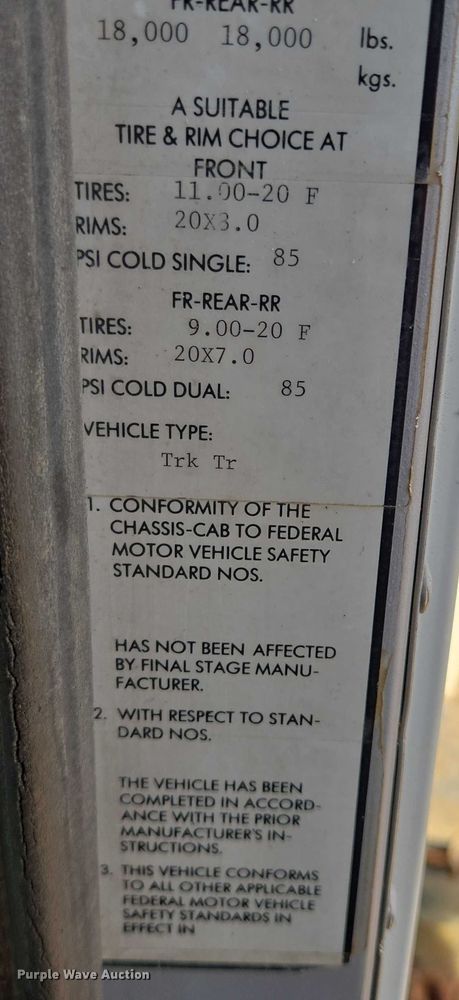 FR-REAR-RR
18,000 18,000 lbs.
kgs.
A SUITABLE
TIRE & RIM CHOICE AT
FRONT
TIRES: 11.00-20 F
RIMS: 20X3.0
PSI COLD SINGLE: 85
FR-REAR-RR
TIRES: 9.00-20 F
RIMS: 20X7.0
PSI COLD DUAL: 85
VEHICLE TYPE:
Trk Tr
1. CONFORMITY OF THE
CHASSIS-CAB TO FEDERAL
MOTOR VEHICLE SAFETY
STANDARD NOS.
HAS NOT BEEN AFFECTED
BY FINAL STAGE MANU-
FACTURER.
2. WITH RESPECT TO STAN-
DARD NOS.
THE VEHICLE HAS BEEN
COMPLETED IN ACCORD-
ANCE WITH THE PRIOR
MANUFACTURER'S IN-
STRUCTIONS.
3. THIS VEHICLE CONFORMS
TO ALL OTHER APPLICABLE
FEDERAL MOTOR VEHICLE
SAFETY STANDARDS IN
EFFECT IN
Purple Wave Auction